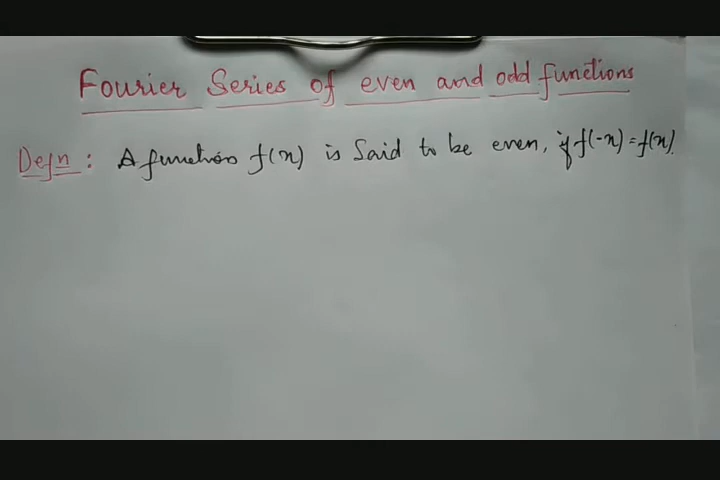 Fourier Series of even and odd functions
Defn : A function f(x) is said to be even, if f(-x) = f(x).